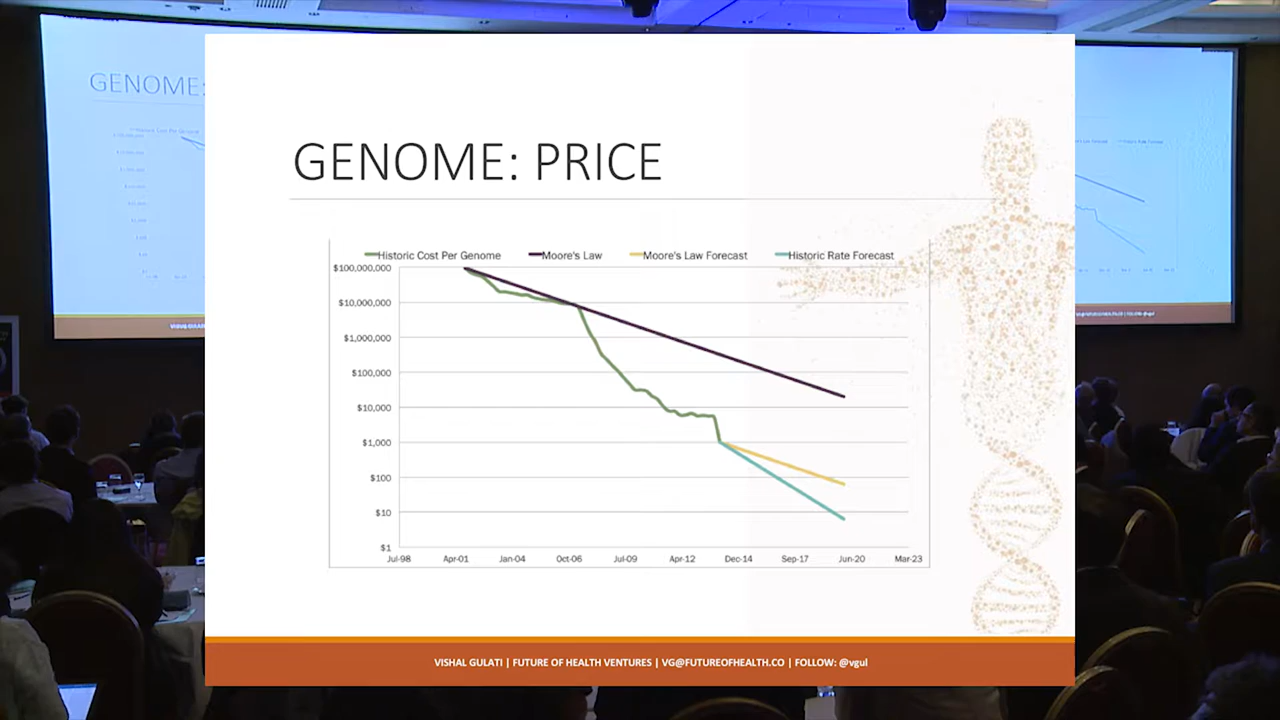 GENOME: PRICE
Historic Cost Per Genome Moore's Law Moore's Law Forecast Historic Rate Forecast
$100,000,000
$10,000,000
$1,000,000
$100,000
$10,000
$1,000
$100
$10
$1
Jul-98 Apr-01 Jan-04 Oct-06 Jul-09 Apr-12 Dec-14 Sep-17 Jun-20 Mar-23
VISHAL GULATI | FUTURE OF HEALTH VENTURES | VG@FUTUREOFHEALTH.CO | FOLLOW: @vgul
GENOME: